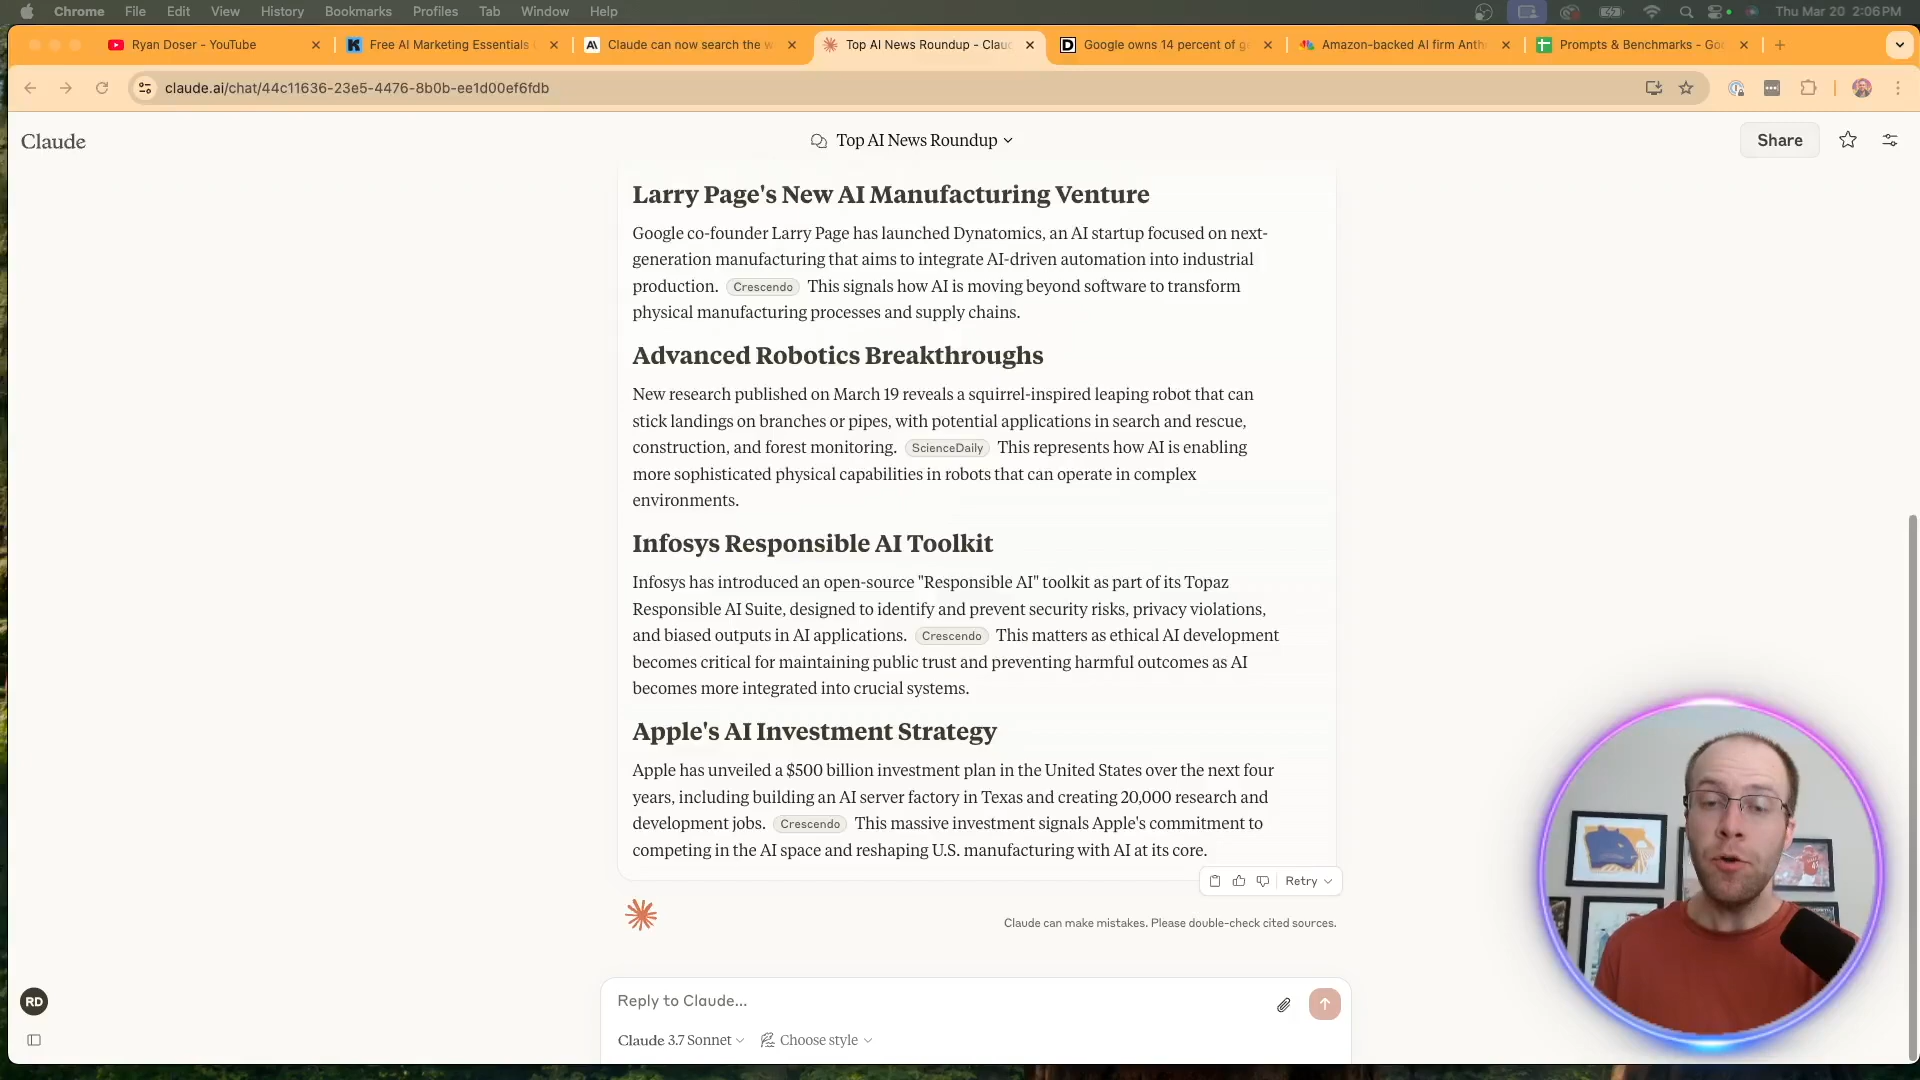 Chrome File Edit View History Bookmarks Profiles Tab Window Help Thu Mar 20 2:06 PM
Ryan Doser - YouTube Free AI Marketing Essentials Claude can now search the w Top AI News Roundup - Claud Google owns 14 percent of Amazon-backed AI firm Anth Prompts & Benchmarks - Goo
claude.ai/chat/44c11636-23e5-4476-8b0b-ee1d00ef6fdb
Claude Top AI News Roundup Share
Larry Page's New AI Manufacturing Venture
Google co-founder Larry Page has launched Dynatomics, an AI startup focused on next-
generation manufacturing that aims to integrate AI-driven automation into industrial
production. Crescendo This signals how AI is moving beyond software to transform
physical manufacturing processes and supply chains.
Advanced Robotics Breakthroughs
New research published on March 19 reveals a squirrel-inspired leaping robot that can
stick landings on branches or pipes, with potential applications in search and rescue,
construction, and forest monitoring. ScienceDaily This represents how AI is enabling
more sophisticated physical capabilities in robots that can operate in complex
environments.
Infosys Responsible AI Toolkit
Infosys has introduced an open-source "Responsible AI" toolkit as part of its Topaz
Responsible AI Suite, designed to identify and prevent security risks, privacy violations,
and biased outputs in AI applications. Crescendo This matters as ethical AI development
becomes critical for maintaining public trust and preventing harmful outcomes as AI
becomes more integrated into crucial systems.
Apple's AI Investment Strategy
Apple has unveiled a $500 billion investment plan in the United States over the next four
years, including building an AI server factory in Texas and creating 20,000 research and
development jobs. Crescendo This massive investment signals Apple's commitment to
competing in the AI space and reshaping U.S. manufacturing with AI at its core.
Retry
Claude can make mistakes. Please double-check cited sources.
RD
Reply to Claude...
Claude 3.7 Sonnet Choose style